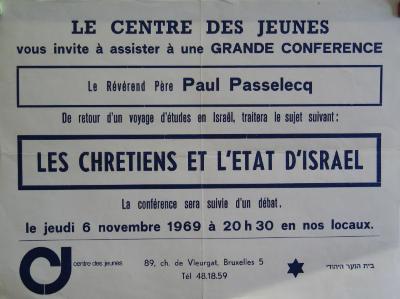 LE CENTRE DES JEUNES
vous invite à assister à une GRANDE CONFERENCE
Le Révérend Père Paul Passelecq
De retour d'un voyage d'études en Israël, traitera le sujet suivant :
LES CHRETIENS ET L'ETAT D'ISRAEL
La conférence sera suivie d'un débat.
le jeudi 6 novembre 1969 à 20 h 30 en nos locaux.
centre des jeunes
89, ch. de Vleurgat, Bruxelles 5
Tél 48.18.59
בית הנוער היהודי